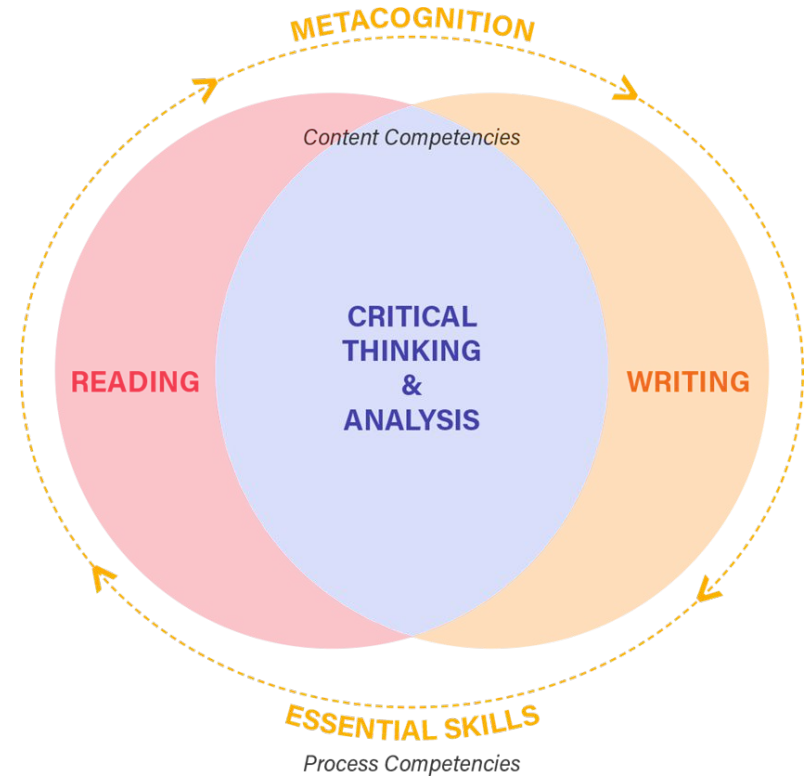 METACOGNITION
Content Competencies
CRITICAL
THINKING
&
ANALYSIS
READING
WRITING
ESSENTIAL SKILLS
Process Competencies